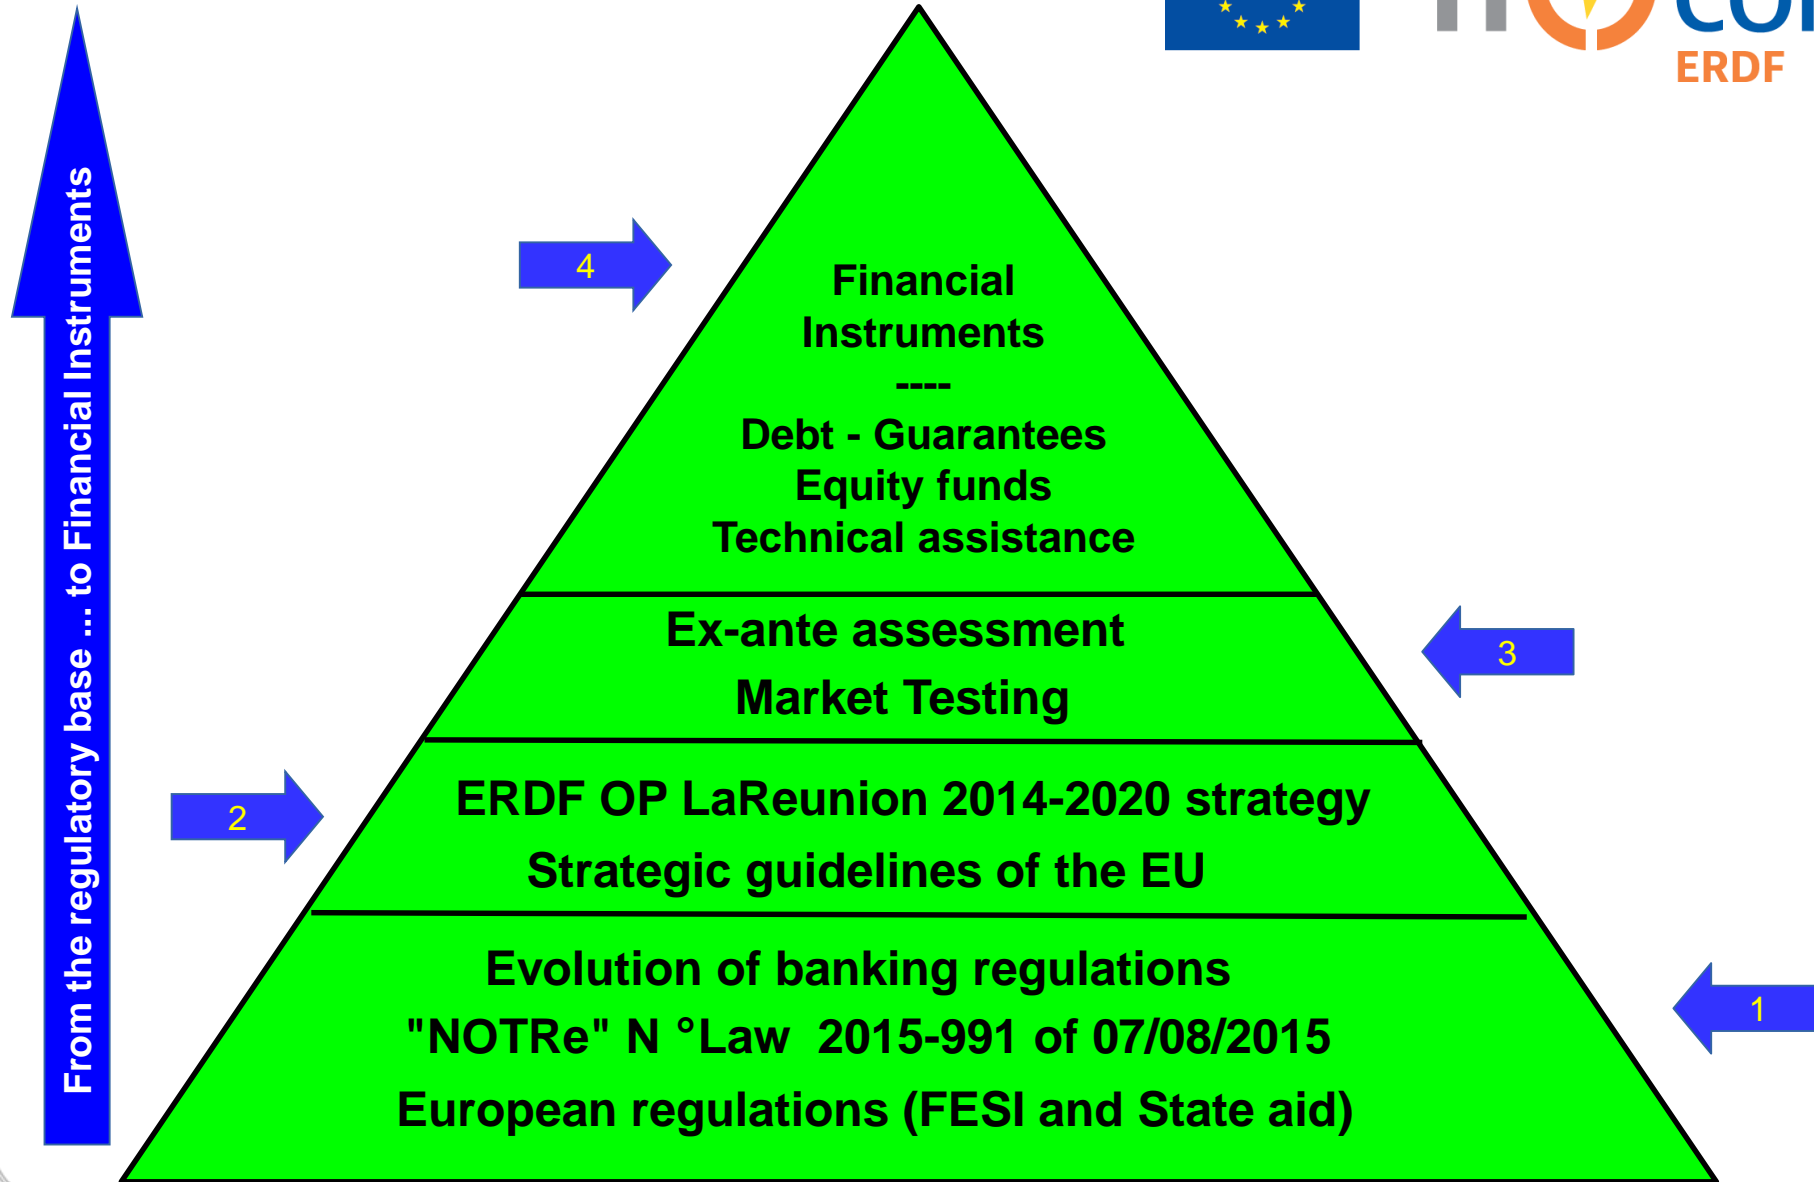 ERDF
From the regulatory base ... to Financial Instruments
4
Financial
Instruments
----
Debt - Guarantees
Equity funds
Technical assistance
Ex-ante assessment
Market Testing
3
ERDF OP LaReunion 2014-2020 strategy
Strategic guidelines of the EU
2
Evolution of banking regulations
"NOTRe" N °Law  2015-991 of 07/08/2015
European regulations (FESI and State aid)
1